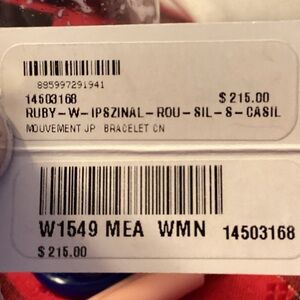 885997291941
14503168 $215.00
RUBY-W-IPSZINAL-ROU-SIL-S-CASIL
MOUVEMENT JP BRACELET CN
W1549 MEA WMN 14503168
$215.00